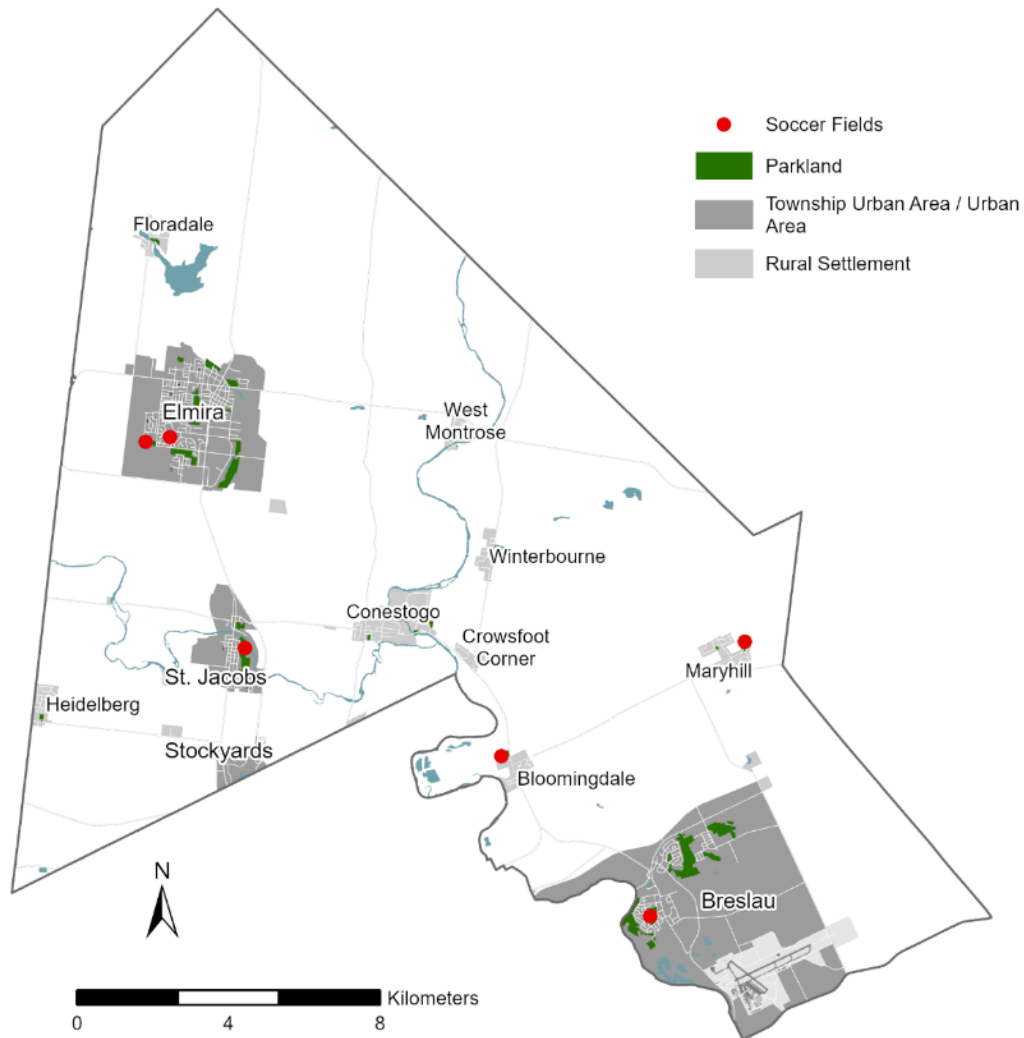 Soccer Fields
Parkland
Township Urban Area / Urban
Area
Rural Settlement
Floradale
Elmira
West
Montrose
Winterbourne
Conestogo
Crowsfoot
Corner
Maryhill
St. Jacobs
Heidelberg
Stockyards
Bloomingdale
Breslau
N
Kilometers
0 4 8